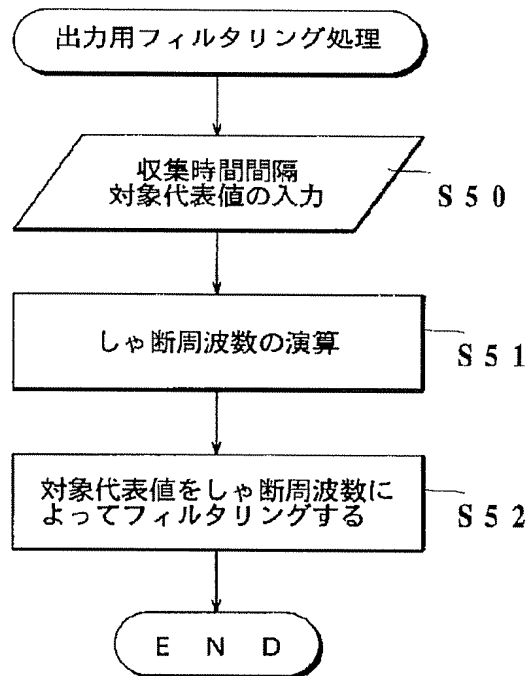 出力用フィルタリング処理
収集時間間隔
対象代表値の入力
S50
しゃ断周波数の演算
S51
対象代表値をしゃ断周波数に
よってフィルタリングする
S52
END